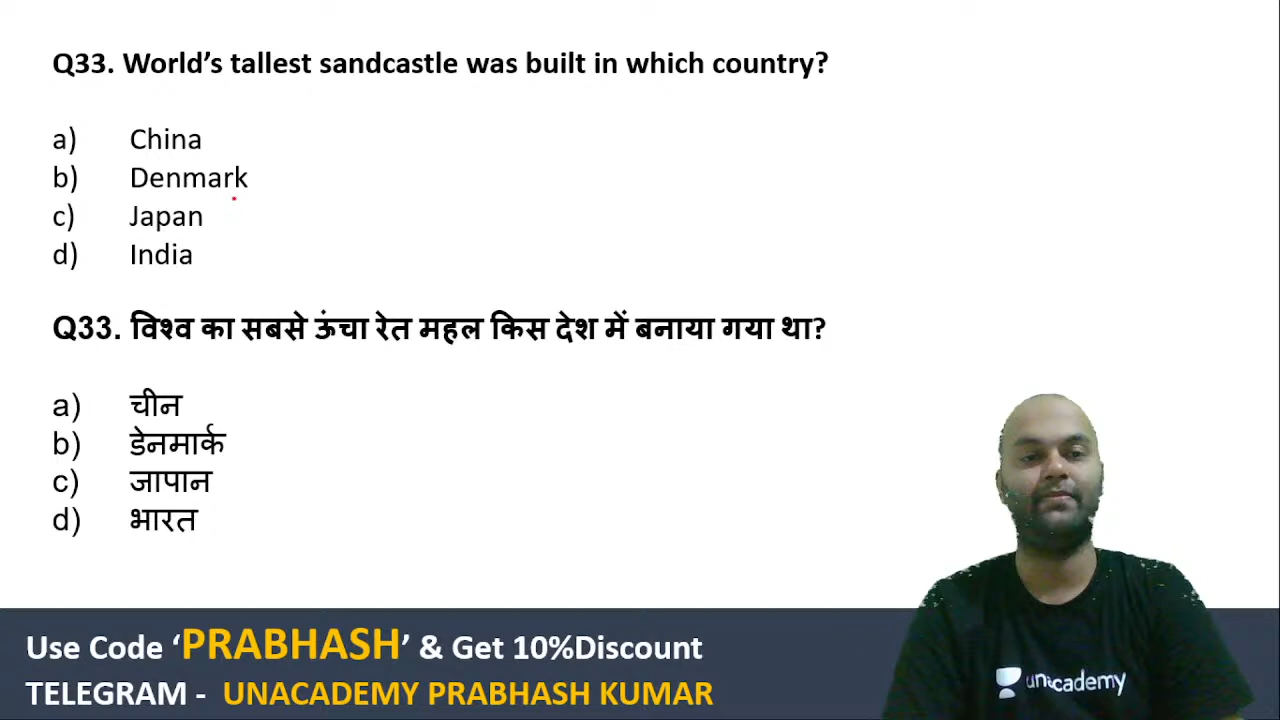 Q33. World’s tallest sandcastle was built in which country?
a) China
b) Denmark
c) Japan
d) India
Q33. विश्व का सबसे ऊंचा रेत महल किस देश में बनाया गया था?
a) चीन
b) डेनमार्क
c) जापान
d) भारत
Use Code ‘PRABHASH’ & Get 10%Discount
TELEGRAM - UNACADEMY PRABHASH KUMAR
unacademy